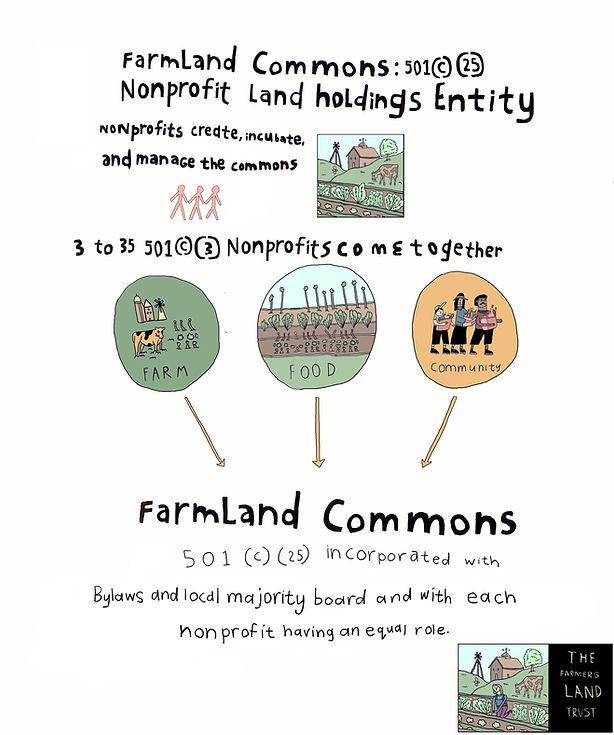 FarmLand Commons: 501(c)(25)
Nonprofit Land holdings Entity
Nonprofits create, incubate,
and manage the commons
3 to 35 501(c)(3) Nonprofits come together
FARM
FOOD
Community
FarmLand Commons
501 (c) (25) incorporated with
Bylaws and local majority board and with each
nonprofit having an equal role.
THE
FARMERS
LAND
TRUST